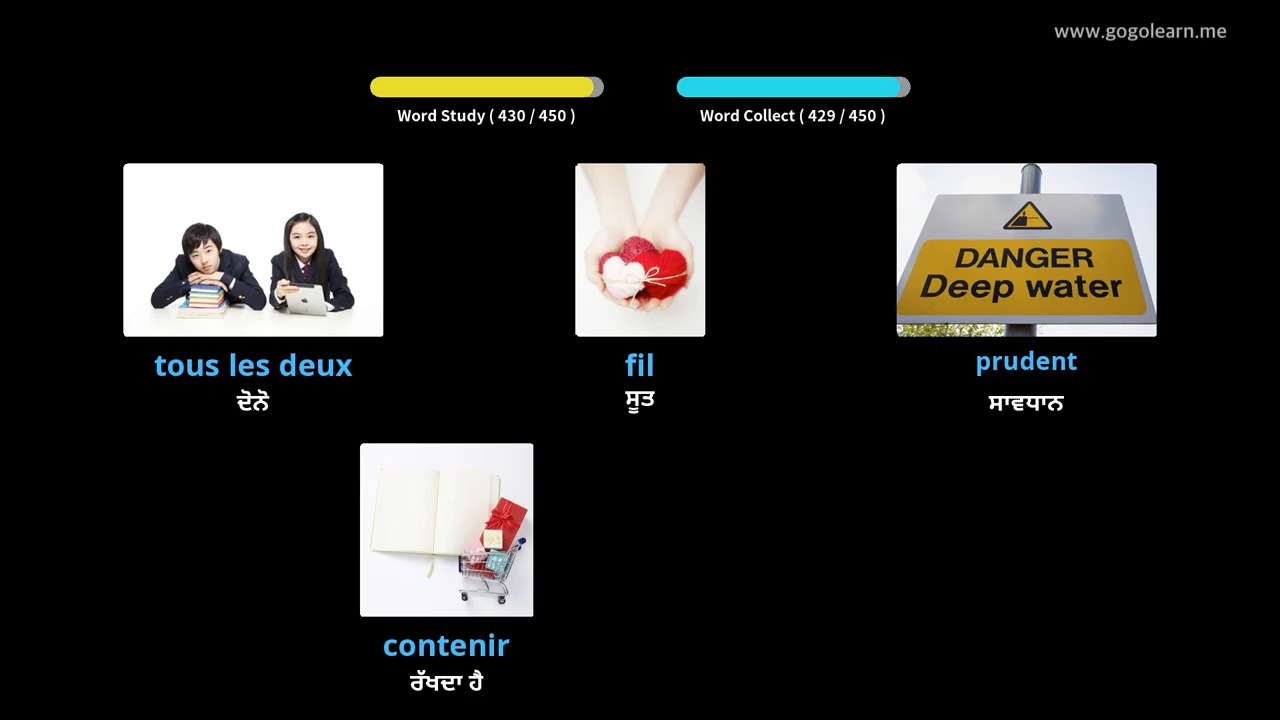 www.gogolearn.me
Word Study ( 430 / 450 )
Word Collect ( 429 / 450 )
DANGER
Deep water
tous les deux
ਦੋਨੋ
fil
ਸੂਤ
prudent
ਸਾਵਧਾਨ
contenir
ਰੱਖਦਾ ਹੈ